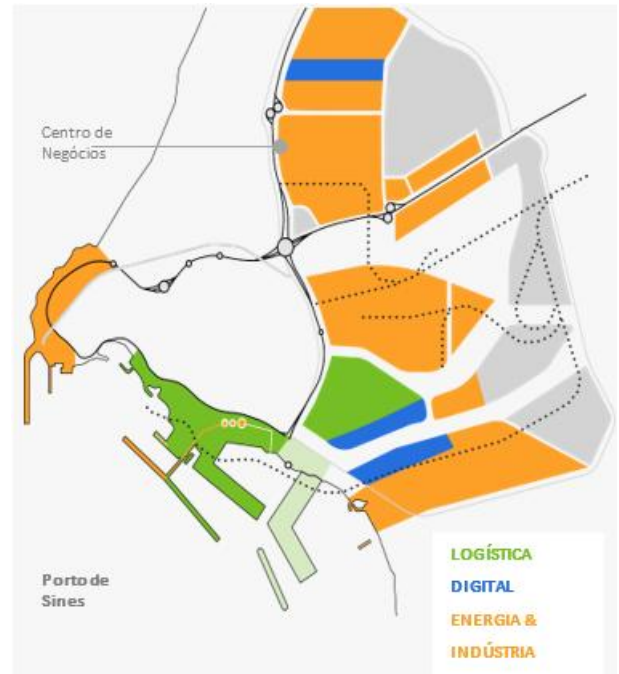 Centro de
Negócios
Porto de
Sines
LOGÍSTICA
DIGITAL
ENERGIA &
INDÚSTRIA